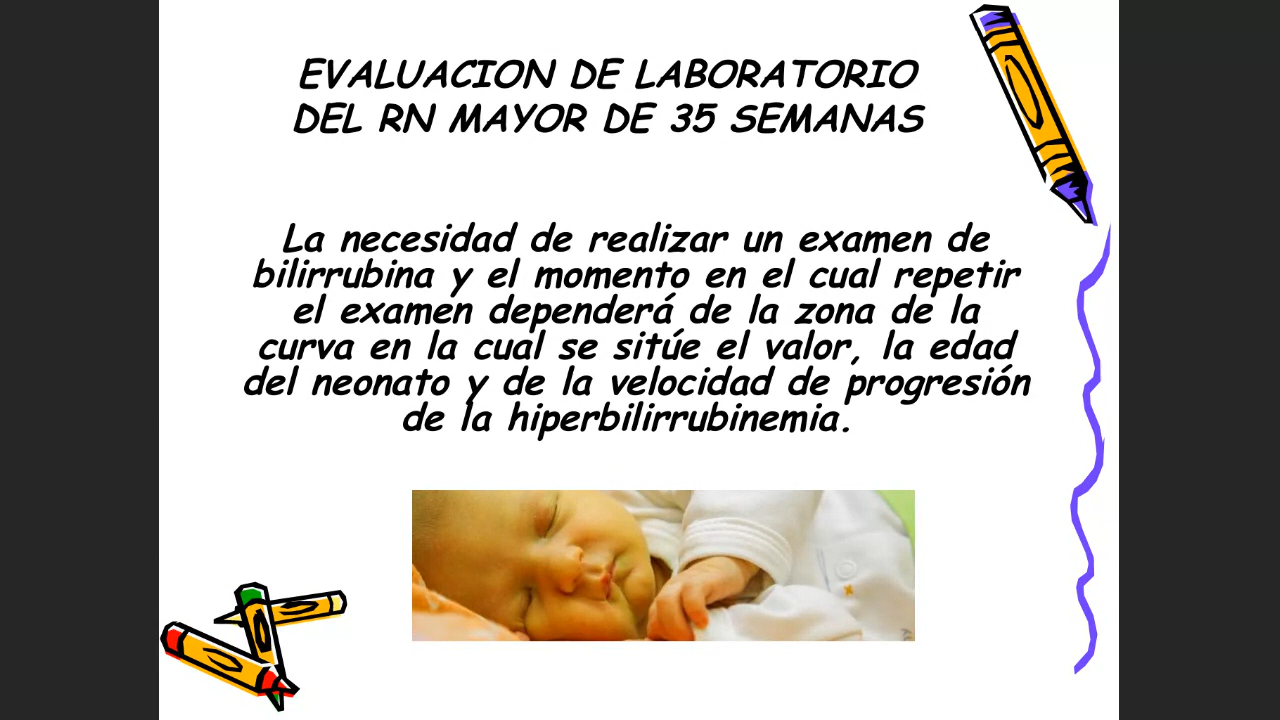 EVALUACION DE LABORATORIO
DEL RN MAYOR DE 35 SEMANAS
La necesidad de realizar un examen de
bilirrubina y el momento en el cual repetir
el examen dependerá de la zona de la
curva en la cual se sitúe el valor, la edad
del neonato y de la velocidad de progresión
de la hiperbilirrubinemia.